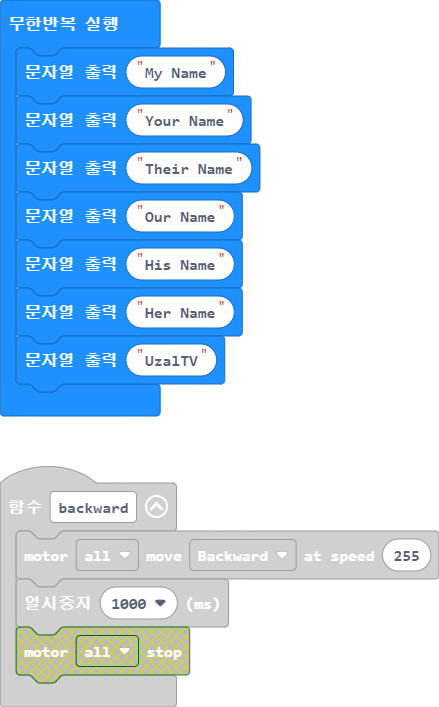 무한반복 실행
문자열 출력 "My Name"
문자열 출력 "Your Name"
문자열 출력 "Their Name"
문자열 출력 "Our Name"
문자열 출력 "His Name"
문자열 출력 "Her Name"
문자열 출력 "UzalTV"
함수 backward
motor all move Backward at speed 255
일시중지 1000 (ms)
motor all stop